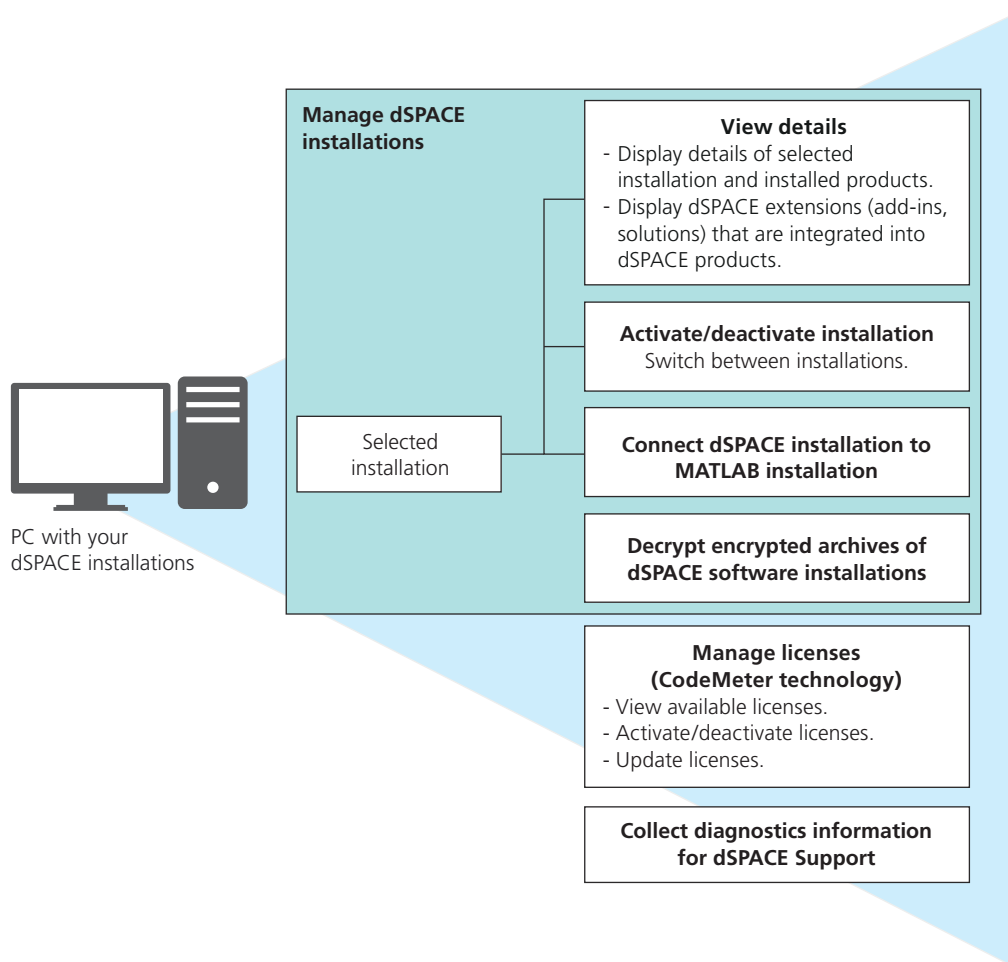 Manage dSPACE
installations
View details
- Display details of selected
installation and installed products.
- Display dSPACE extensions (add-ins,
solutions) that are integrated into
dSPACE products.
Activate/deactivate installation
Switch between installations.
Selected
installation
Connect dSPACE installation to
MATLAB installation
PC with your
dSPACE installations
Decrypt encrypted archives of
dSPACE software installations
Manage licenses
(CodeMeter technology)
- View available licenses.
- Activate/deactivate licenses.
- Update licenses.
Collect diagnostics information
for dSPACE Support